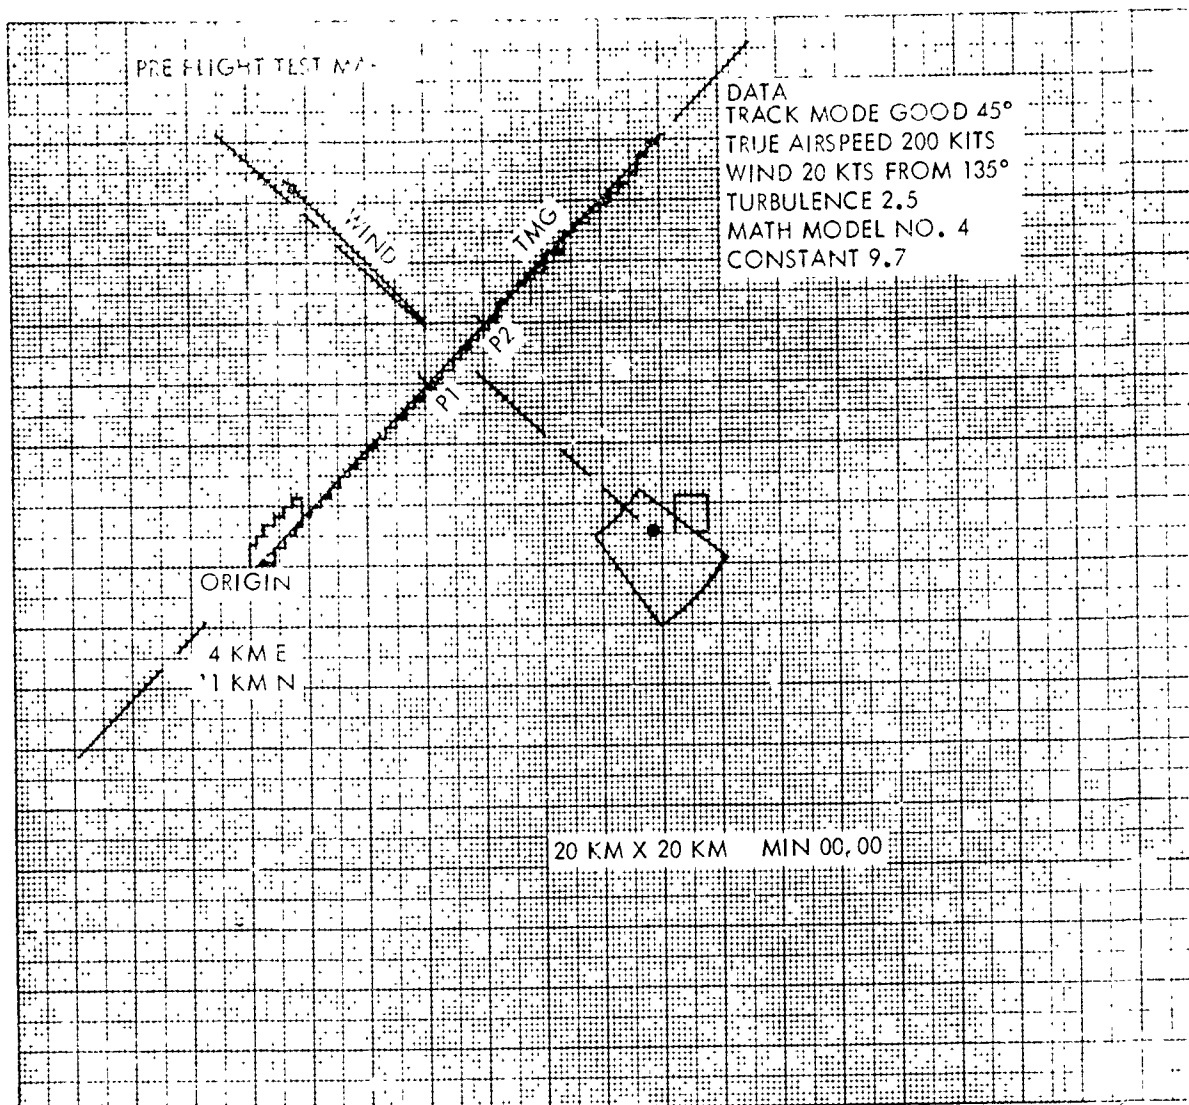 PRE FLIGHT TEST
DATA
TRACK MODE GOOD 45°
TRUE AIRSPEED 200 KITS
WIND 20 KTS FROM 135°
TURBULENCE 2.5
MATH MODEL NO. 4
CONSTANT 9.7
WIND
TMG
P2
P1
ORIGIN
4 KM E
'1 KM N
20 KM X 20 KM MIN 00,00